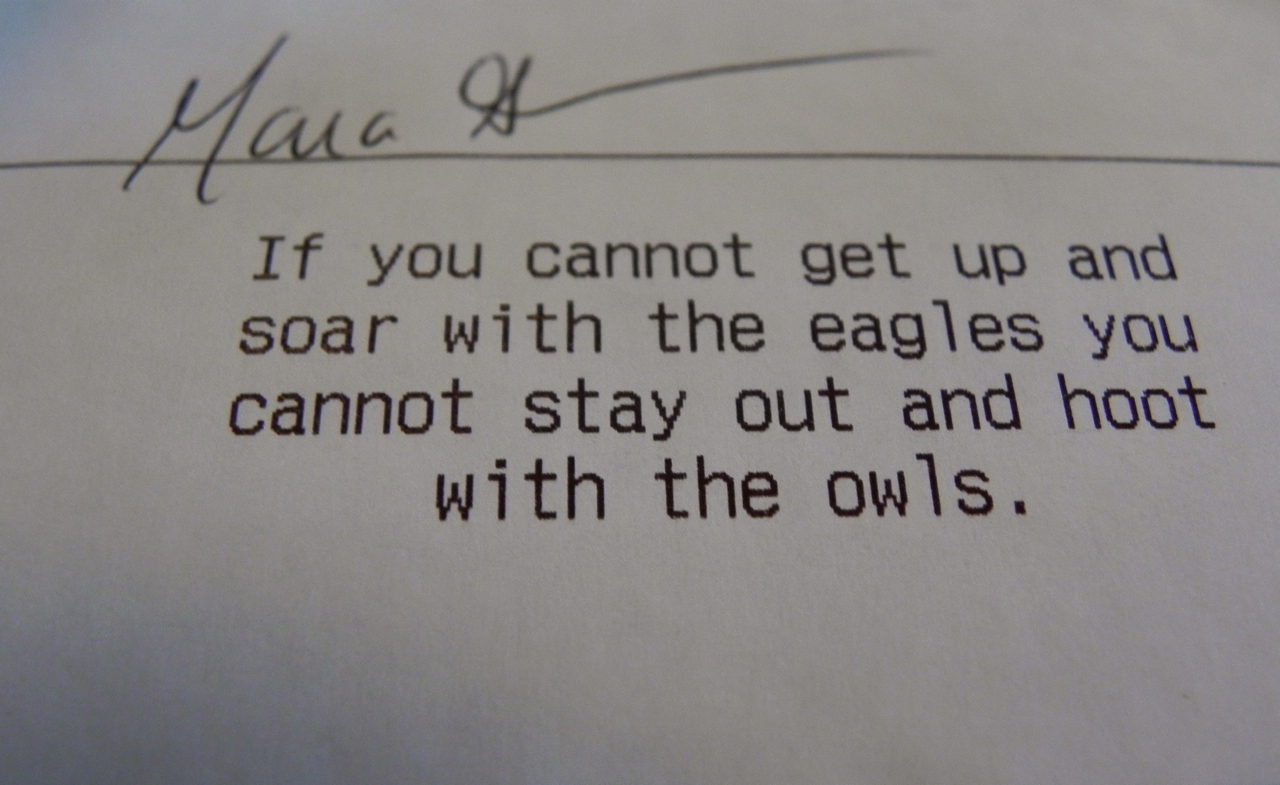 Mara
If you cannot get up and
soar with the eagles you
cannot stay out and hoot
with the owls.